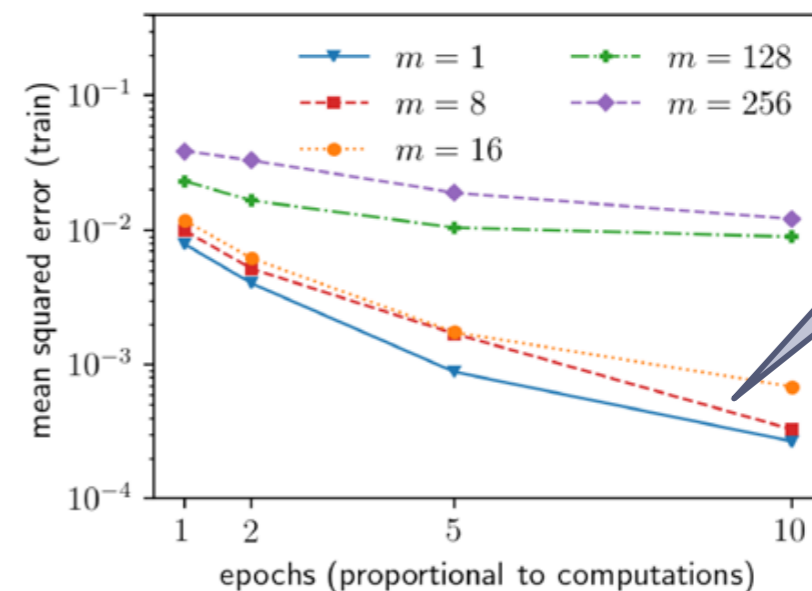 m = 1
m = 8
m = 16
m = 128
m = 256
mean squared error (train)
10⁻¹
10⁻²
10⁻³
10⁻⁴
1 2 5 10
epochs (proportional to computations)